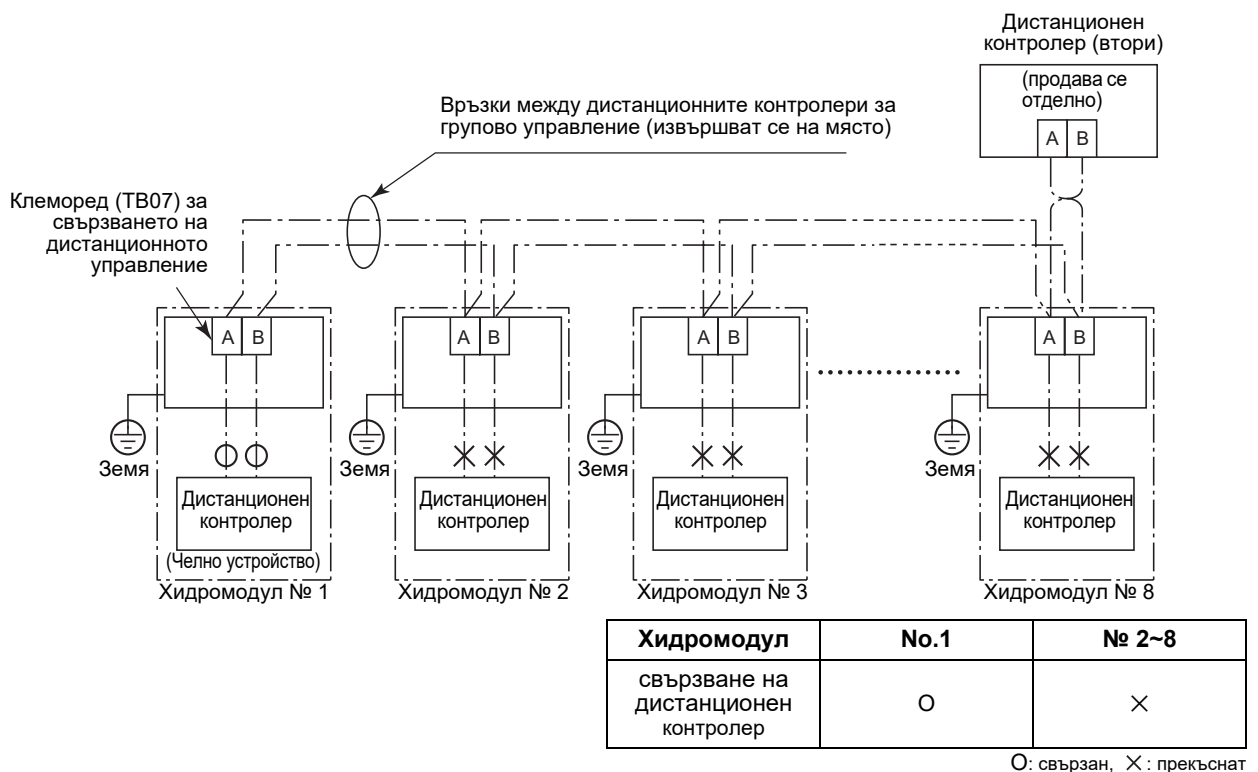 Дистанционен
контролер (втори)
(продава се
отделно)
A B
Връзки между дистанционните контролери за
групово управление (извършват се на място)
Клеморед (TB07) за
свързването на
дистанционното
управление
A B
A B
A B
A B
Земя
Земя
Земя
Земя
Дистанционен
контролер
(Челно устройство)
Дистанционен
контролер
Дистанционен
контролер
Дистанционен
контролер
Хидромодул № 1
Хидромодул № 2
Хидромодул № 3
Хидромодул № 8
Хидромодул No.1 № 2~8
свързване на
дистанционен
контролер
O ×
O: свързан, ×: прекъснат